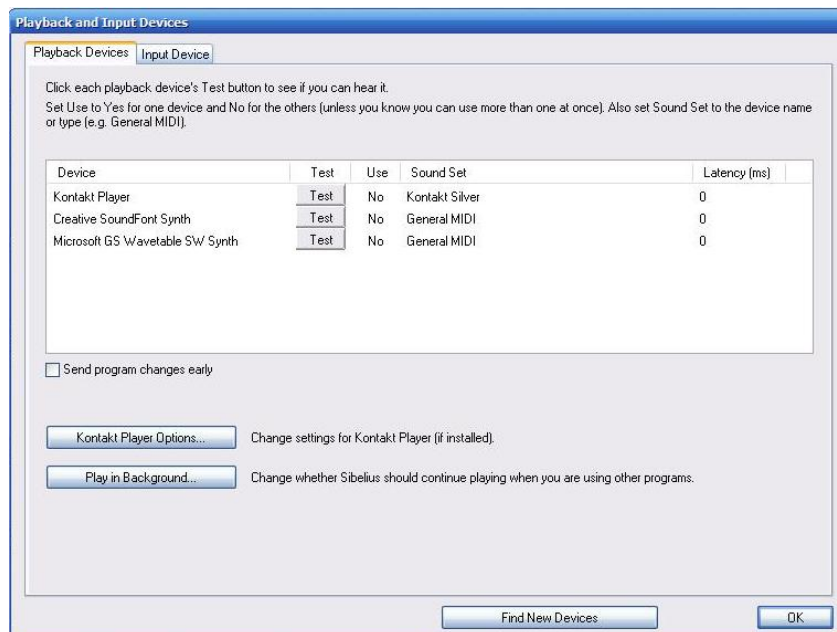 Playback and Input Devices
Playback Devices Input Device
Click each playback device's Test button to see if you can hear it.
Set Use to Yes for one device and No for the others (unless you know you can use more than one at once). Also set Sound Set to the device name
or type (e.g. General MIDI).
Device Test Use Sound Set Latency (ms)
Kontakt Player Test No Kontakt Silver 0
Creative SoundFont Synth Test No General MIDI 0
Microsoft GS Wavetable SW Synth Test No General MIDI 0
Send program changes early
Kontakt Player Options... Change settings for Kontakt Player (if installed).
Play in Background... Change whether Sibelius should continue playing when you are using other programs.
Find New Devices OK